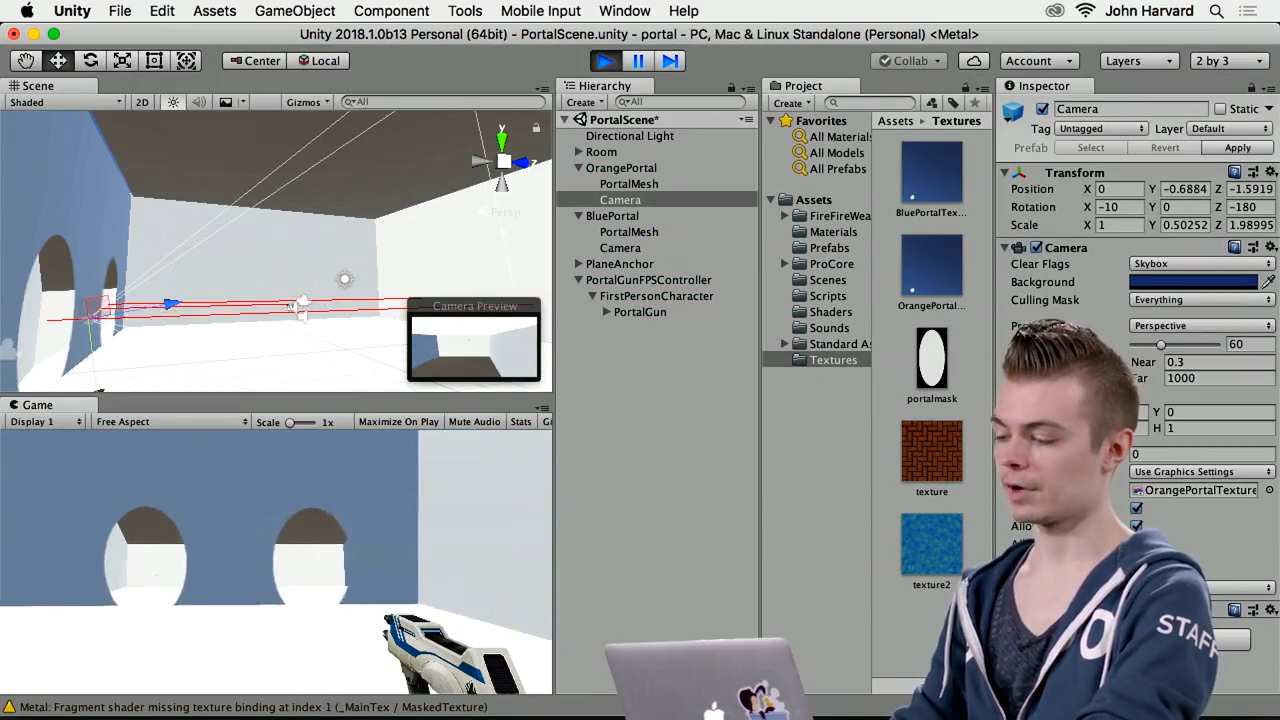 Unity File Edit Assets GameObject Component Tools Mobile Input Window Help John Harvard
Unity 2018.1.0b13 Personal (64bit) - PortalScene.unity - portal - PC, Mac & Linux Standalone (Personal) <Metal>
Center Local Collab Account Layers 2 by 3
Scene
Shaded 2D Gizmos All
y
z
Persp
Camera Preview
Game
Display 1 Free Aspect Scale 1x Maximize On Play Mute Audio Stats
Hierarchy
Create All
PortalScene*
Directional Light
Room
OrangePortal
PortalMesh
Camera
BluePortal
PortalMesh
Camera
PlaneAnchor
PortalGunFPSController
FirstPersonCharacter
PortalGun
Project
Create
Favorites
All Materials
All Models
All Prefabs
Assets
FireFireWea
Materials
Prefabs
ProCore
Scenes
Scripts
Shaders
Sounds
Standard As
Textures
Assets Textures
BluePortalTex...
OrangePortal...
portalmask
texture
texture2
Inspector
Camera Static
Tag Untagged Layer Default
Prefab Select Revert Apply
Transform
Position X 0 Y -0.6884 Z -1.5919
Rotation X -10 Y 0 Z -180
Scale X 1 Y 0.50252 Z 1.98995
Camera
Clear Flags Skybox
Background
Culling Mask Everything
Perspective
60
Near 0.3
1000
Y 0
H 1
0
Use Graphics Settings
OrangePortalTexture
Allo
STAFF
Metal: Fragment shader missing texture binding at index 1 (_MainTex / MaskedTexture)